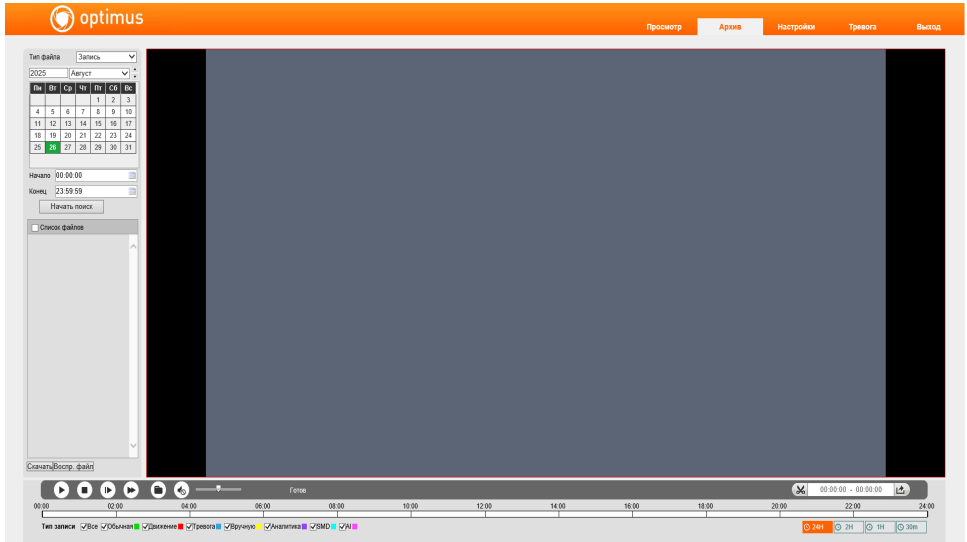 optimus
Просмотр Архив Настройки Тревога Выход
Тип файла Запись
2025 Август
Пн Вт Ср Чт Пт Сб Вс
1 2 3
4 5 6 7 8 9 10
11 12 13 14 15 16 17
18 19 20 21 22 23 24
25 26 27 28 29 30 31
Начало 00:00:00
Конец 23:59:59
Начать поиск
Список файлов
Скачать Воспр. файл
Готов 00:00:00 - 00:00:00
00:00 02:00 04:00 06:00 08:00 10:00 12:00 14:00 16:00 18:00 20:00 22:00 24:00
Тип записи Все Обычная Движение Тревога Вручную Аналитика SMD AI 24H 2H 1H 30m